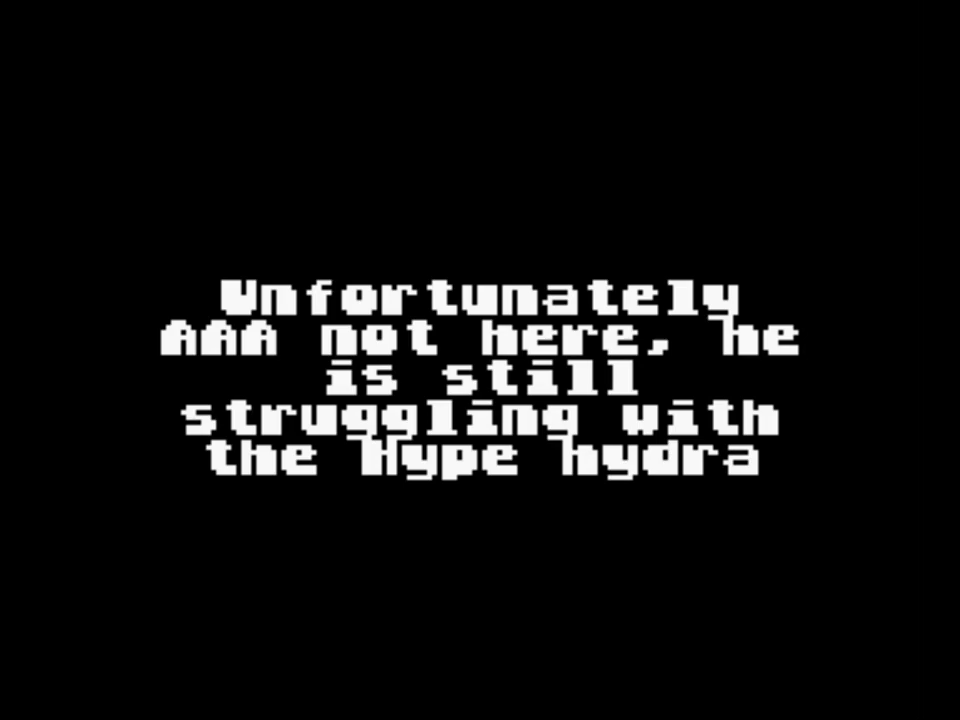 Unfortunately
AAA not here, he
is still
struggling with
the Hype hydra